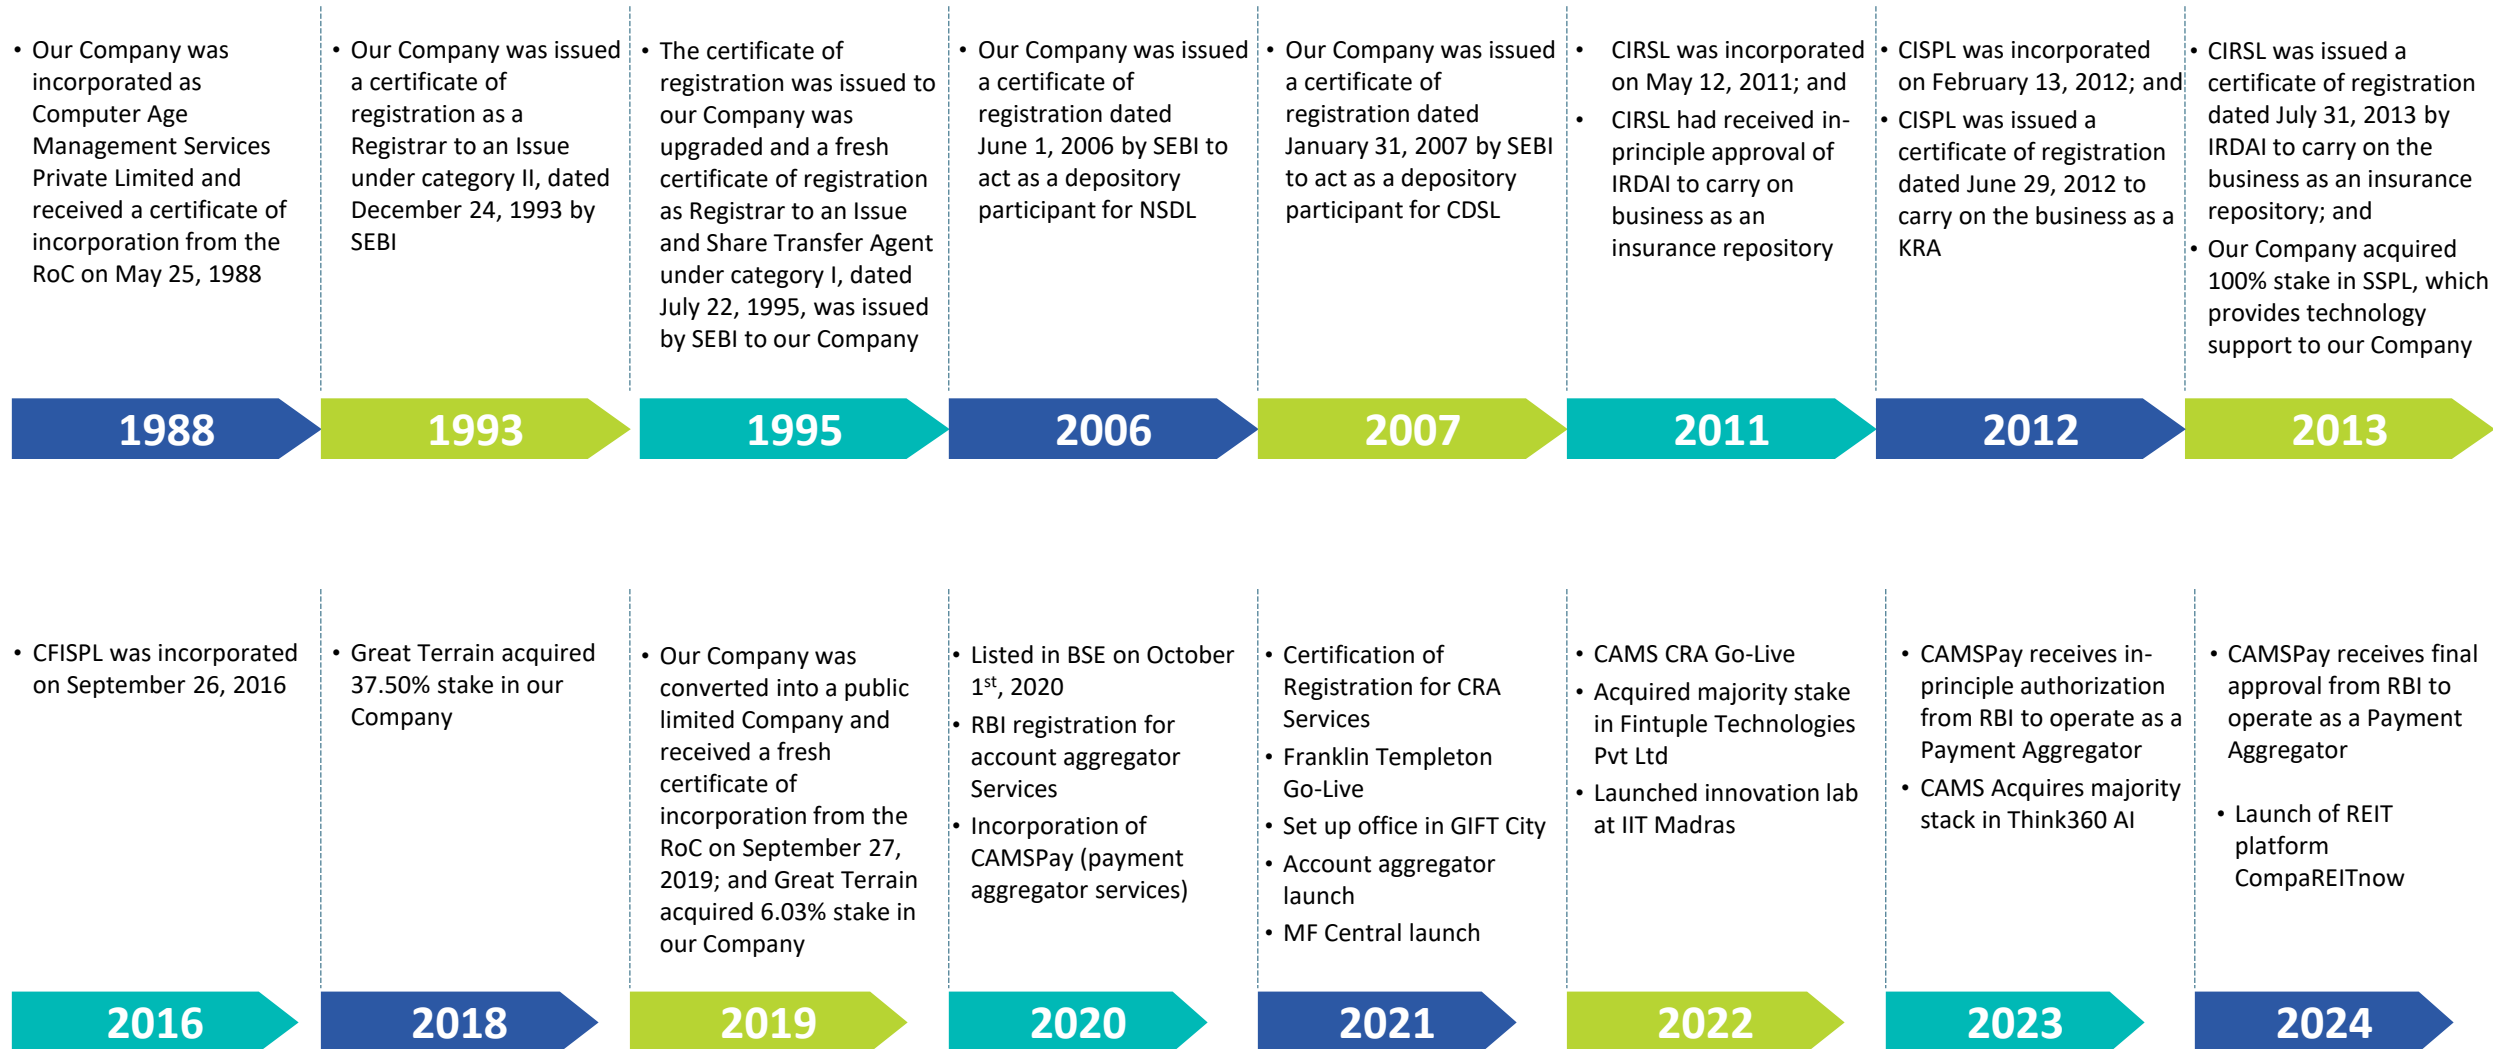 • Our Company was
incorporated as
Computer Age
Management Services
Private Limited and
received a certificate of
incorporation from the
RoC on May 25, 1988
• Our Company was issued
a certificate of
registration as a
Registrar to an Issue
under category II, dated
December 24, 1993 by
SEBI
• The certificate of
registration was issued to
our Company was
upgraded and a fresh
certificate of registration
as Registrar to an Issue
and Share Transfer Agent
under category I, dated
July 22, 1995, was issued
by SEBI to our Company
• Our Company was issued
a certificate of
registration dated
June 1, 2006 by SEBI to
act as a depository
participant for NSDL
• Our Company was issued
a certificate of
registration dated
January 31, 2007 by SEBI
to act as a depository
participant for CDSL
• CIRSL was incorporated
on May 12, 2011; and
• CIRSL had received in-
principle approval of
IRDAI to carry on
business as an
insurance repository
• CISPL was incorporated
on February 13, 2012; and
• CISPL was issued a
certificate of registration
dated June 29, 2012 to
carry on the business as a
KRA
• CIRSL was issued a
certificate of registration
dated July 31, 2013 by
IRDAI to carry on the
business as an insurance
repository; and
• Our Company acquired
100% stake in SSPL, which
provides technology
support to our Company
1988
1993
1995
2006
2007
2011
2012
2013
• CFISPL was incorporated
on September 26, 2016
• Great Terrain acquired
37.50% stake in our
Company
• Our Company was
converted into a public
limited Company and
received a fresh
certificate of
incorporation from the
RoC on September 27,
2019; and Great Terrain
acquired 6.03% stake in
our Company
• Listed in BSE on October
1st, 2020
• RBI registration for
account aggregator
Services
• Incorporation of
CAMSPay (payment
aggregator services)
• Certification of
Registration for CRA
Services
• Franklin Templeton
Go-Live
• Set up office in GIFT City
• Account aggregator
launch
• MF Central launch
• CAMS CRA Go-Live
• Acquired majority stake
in Fintuple Technologies
Pvt Ltd
• Launched innovation lab
at IIT Madras
• CAMSPay receives in-
principle authorization
from RBI to operate as a
Payment Aggregator
• CAMS Acquires majority
stack in Think360 AI
• CAMSPay receives final
approval from RBI to
operate as a Payment
Aggregator
• Launch of REIT
platform
CompaREITnow
2016
2018
2019
2020
2021
2022
2023
2024